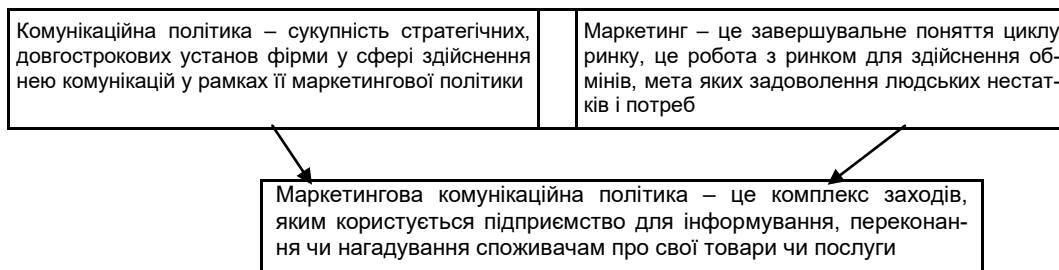 Комунікаційна політика – сукупність стратегічних,
довгострокових установ фірми у сфері здійснення
нею комунікацій у рамках її маркетингової політики
Маркетинг – це завершувальне поняття циклу
ринку, це робота з ринком для здійснення об-
мінів, мета яких задоволення людських нестат-
ків і потреб
Маркетингова комунікаційна політика – це комплекс заходів,
яким користується підприємство для інформування, переконан-
ня чи нагадування споживачам про свої товари чи послуги